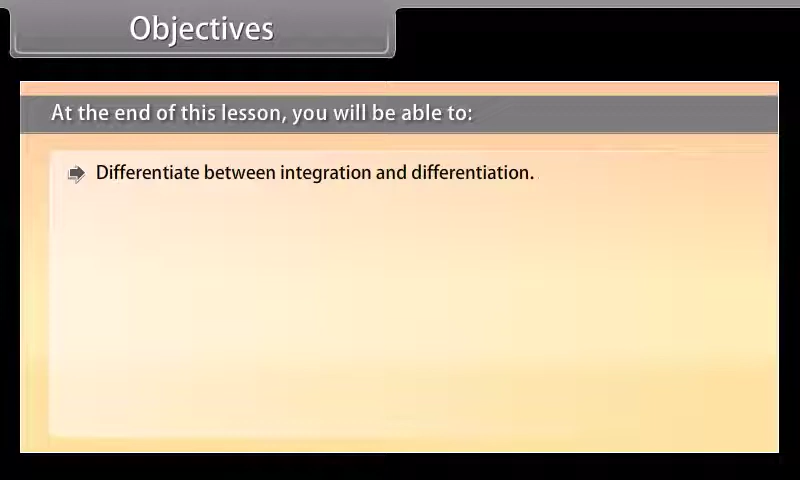 Objectives
At the end of this lesson, you will be able to:
Differentiate between integration and differentiation.